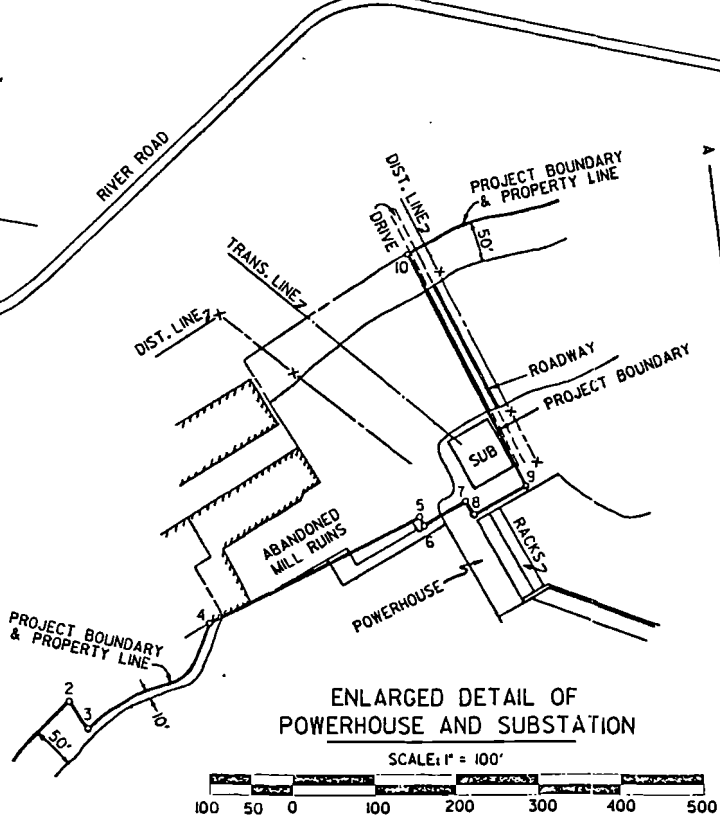 RIVER ROAD
A
DIST. LINE
DRIVE
PROJECT BOUNDARY
& PROPERTY LINE
50'
10
TRANS. LINE
DIST. LINE
ROADWAY
PROJECT BOUNDARY
SUB
7
8
9
5
6
ABANDONED
MILL RUINS
RACKS
POWERHOUSE
4
PROJECT BOUNDARY
& PROPERTY LINE
2
3
10'
50'
ENLARGED DETAIL OF
POWERHOUSE AND SUBSTATION
SCALE: 1" = 100'
100 50 0 100 200 300 400 500